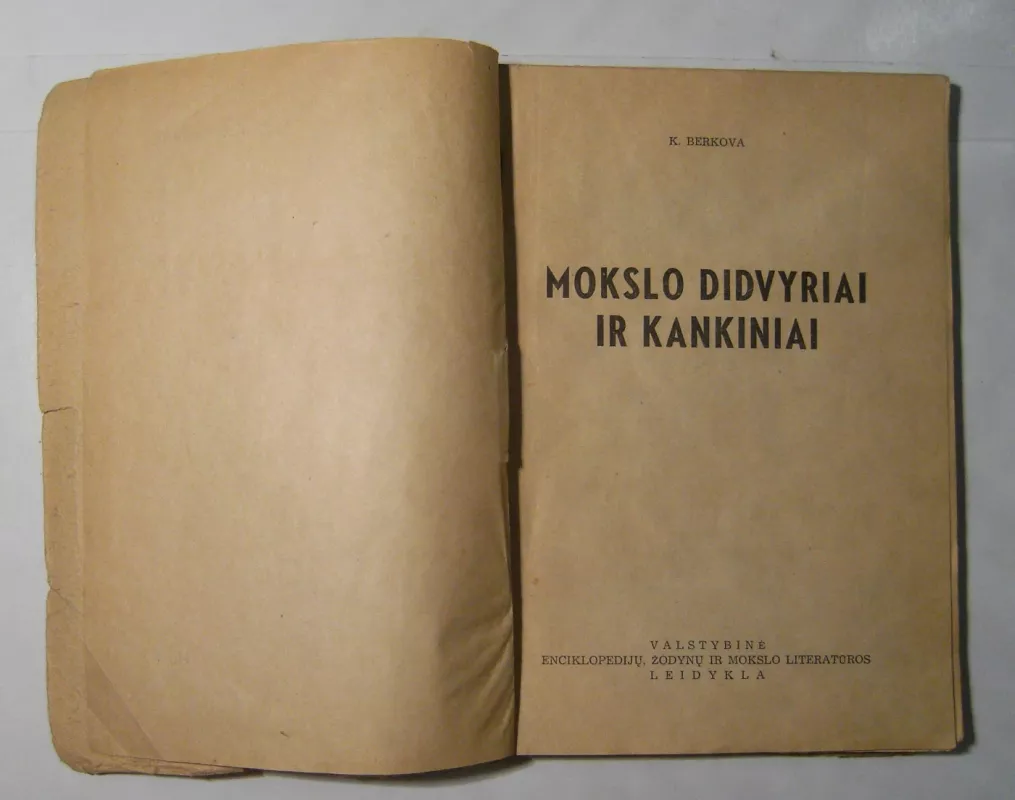 K. BERKOVA
MOKSLO DIDVYRIAI
IR KANKINIAI
VALSTYBINĖ
ENCIKLOPEDIJŲ, ŽODYNŲ IR MOKSLO LITERATŪROS
LEIDYKLA